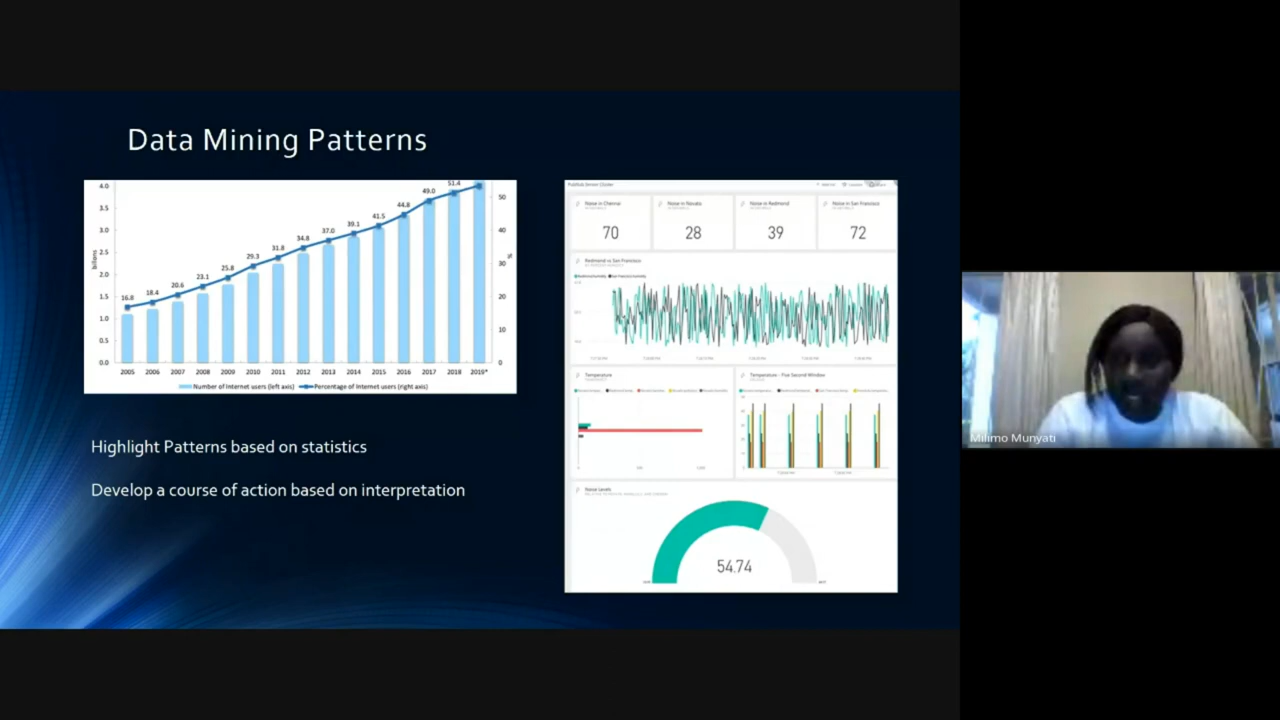 Data Mining Patterns
4.0
3.5
3.0
2.5
2.0
1.5
1.0
0.5
0.0
billions
16.8 18.4 20.6 23.1 25.8 29.3 31.8 34.8 37.0 39.1 41.5 44.8 49.0 51.4
50
40
30
20
10
0
%
2005 2006 2007 2008 2009 2010 2011 2012 2013 2014 2015 2016 2017 2018 2019*
Number of Internet users (left axis) Percentage of Internet users (right axis)
Highlight Patterns based on statistics
Develop a course of action based on interpretation
PubNub Sensor Cluster
Noise in Chennai
70
Noise in Novato
28
Noise in Redmond
39
Noise in San Francisco
72
Redmond vs San Francisco
Temperature
Temperature - Five Second Window
Noise Levels
54.74
Milimo Munyati